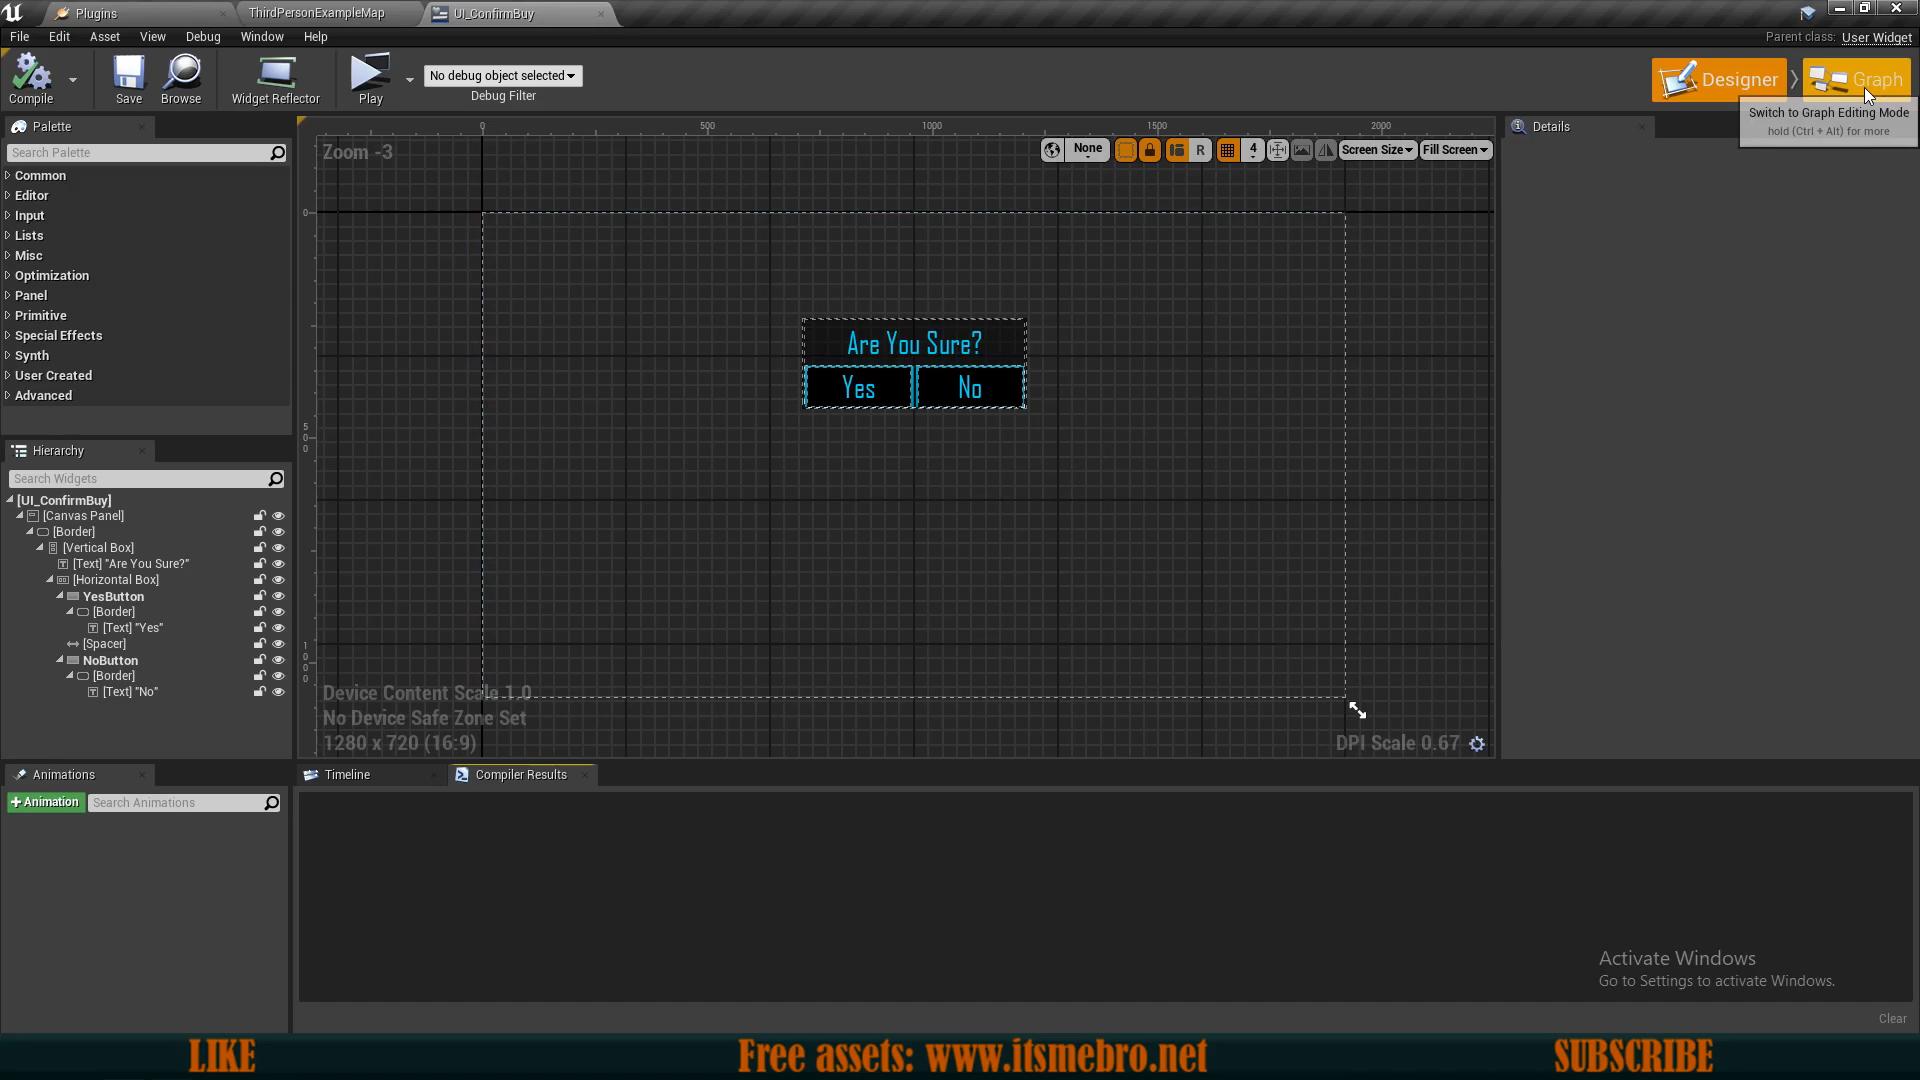 Plugins
ThirdPersonExampleMap
UI_ConfirmBuy
File Edit Asset View Debug Window Help
Parent class: User Widget
Compile
Save
Browse
Widget Reflector
Play
No debug object selected
Debug Filter
Designer
Graph
Switch to Graph Editing Mode
hold (Ctrl + Alt) for more
Palette
Search Palette
Common
Editor
Input
Lists
Misc
Optimization
Panel
Primitive
Special Effects
Synth
User Created
Advanced
Hierarchy
Search Widgets
[UI_ConfirmBuy]
[Canvas Panel]
[Border]
[Vertical Box]
[Text] "Are You Sure?"
[Horizontal Box]
YesButton
[Border]
[Text] "Yes"
[Spacer]
NoButton
[Border]
[Text] "No"
Animations
+Animation
Search Animations
0 500 1000 1500 2000
Zoom -3
None
R
4
Screen Size
Fill Screen
0
500
1000
Are You Sure?
Yes No
Device Content Scale 1.0
No Device Safe Zone Set
1280 x 720 (16:9)
DPI Scale 0.67
Details
Timeline
Compiler Results
Activate Windows
Go to Settings to activate Windows.
Clear
LIKE
Free assets: www.itsmebro.net
SUBSCRIBE